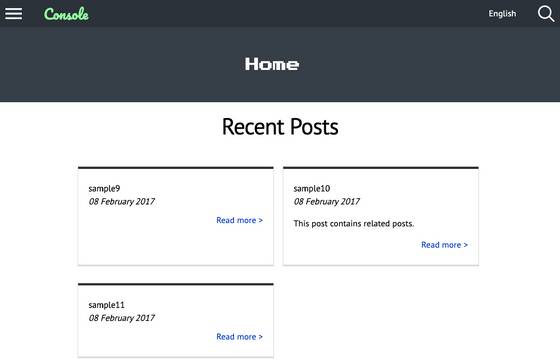 Console
English
Home
Recent Posts
sample9
08 February 2017
Read more >
sample10
08 February 2017
This post contains related posts.
Read more >
sample11
08 February 2017
Read more >